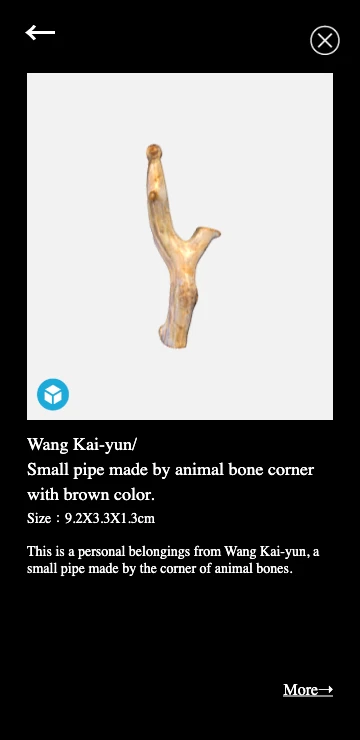 Wang Kai-yun/
Small pipe made by animal bone corner
with brown color.
Size：9.2X3.3X1.3cm
This is a personal belongings from Wang Kai-yun, a
small pipe made by the corner of animal bones.
More→